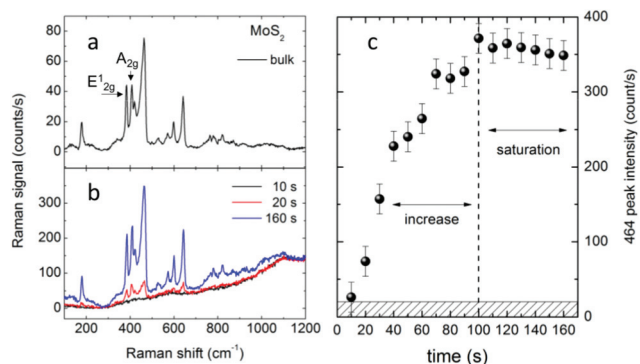 a
MoS2
bulk
A2g
E¹2g
80
60
40
20
0
b
10 s
20 s
160 s
300
200
100
0
Raman signal (counts/s)
200 400 600 800 1000 1200
Raman shift (cm⁻¹)
c
400
300
200
100
0
464 peak intensity (counts/s)
saturation
increase
0 20 40 60 80 100 120 140 160
time (s)